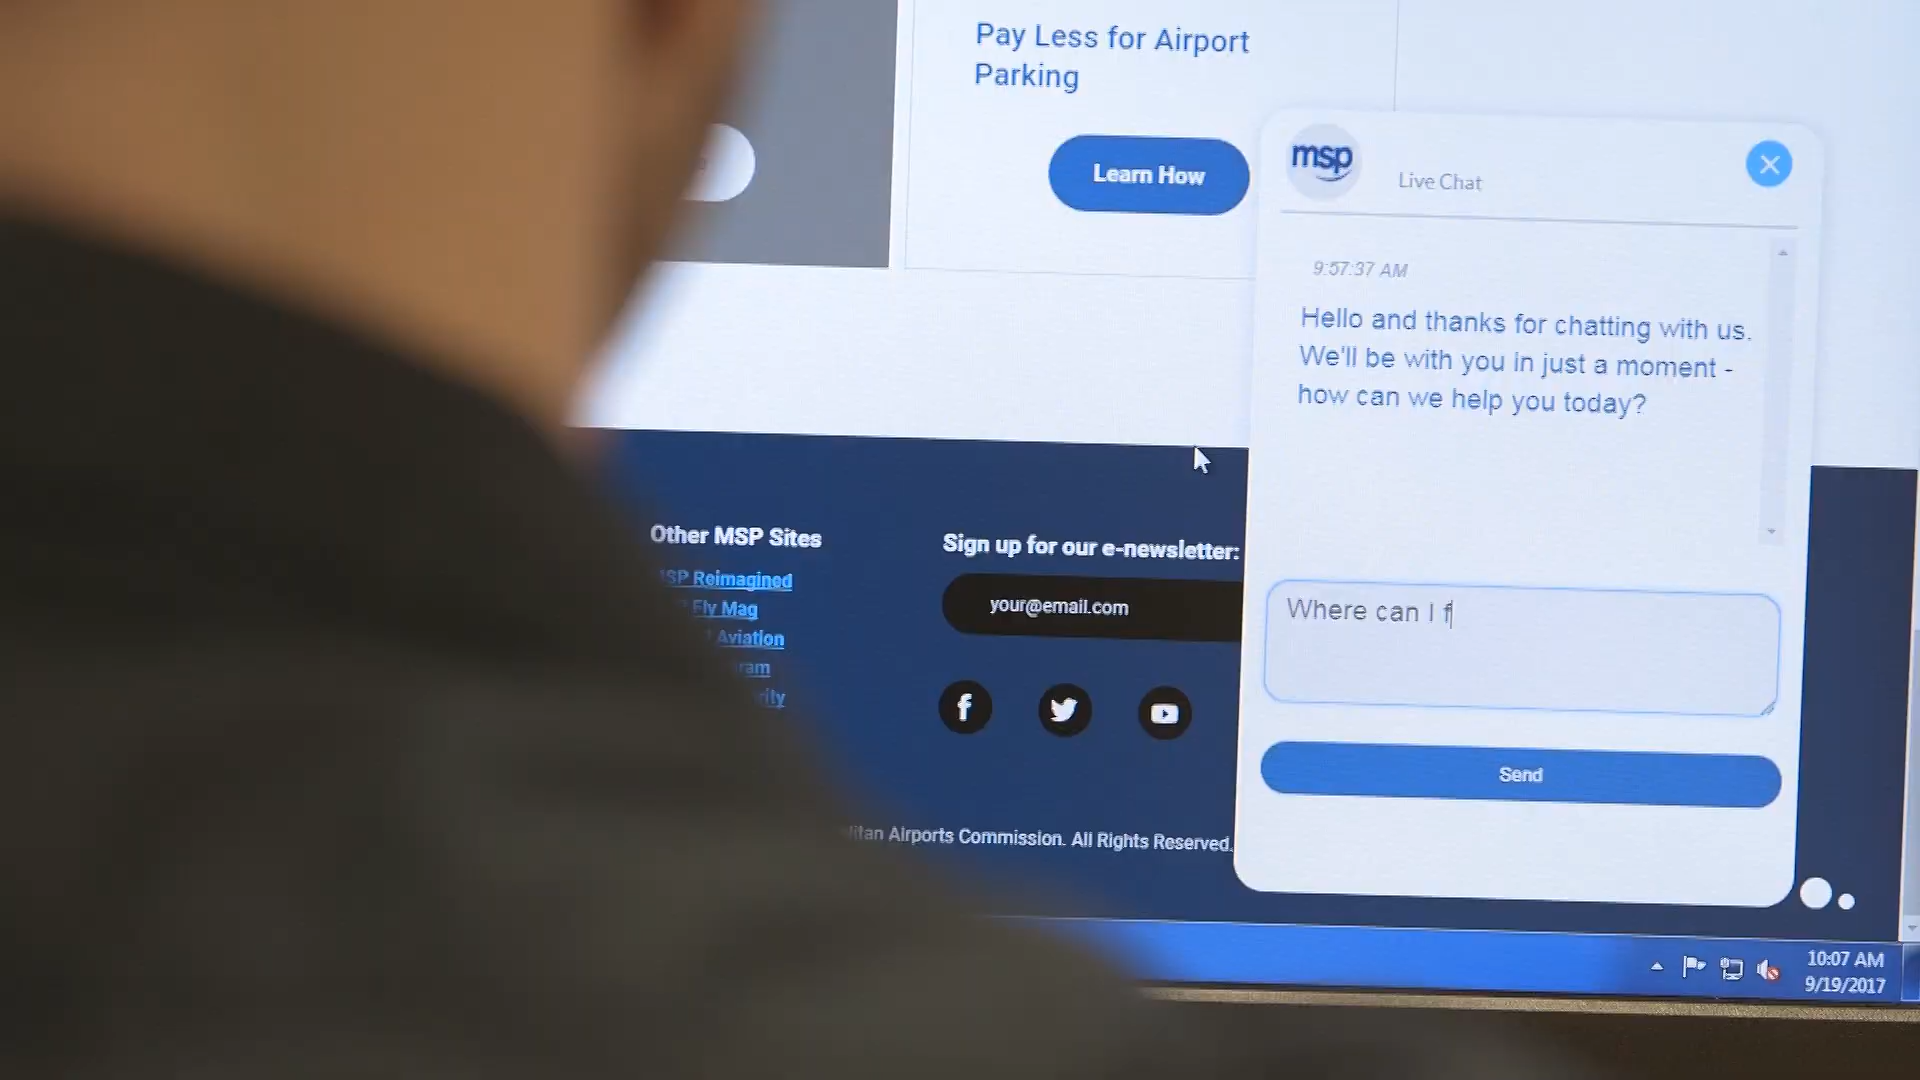 Pay Less for Airport
Parking
Learn How
msp
Live Chat
9:57:37 AM
Hello and thanks for chatting with us.
We'll be with you in just a moment -
how can we help you today?
Where can I f
Send
Other MSP Sites
Reimagined
Fly Mag
Aviation
Sign up for our e-newsletter:
your@email.com
Airports Commission. All Rights Reserved.
10:07 AM
9/19/2017